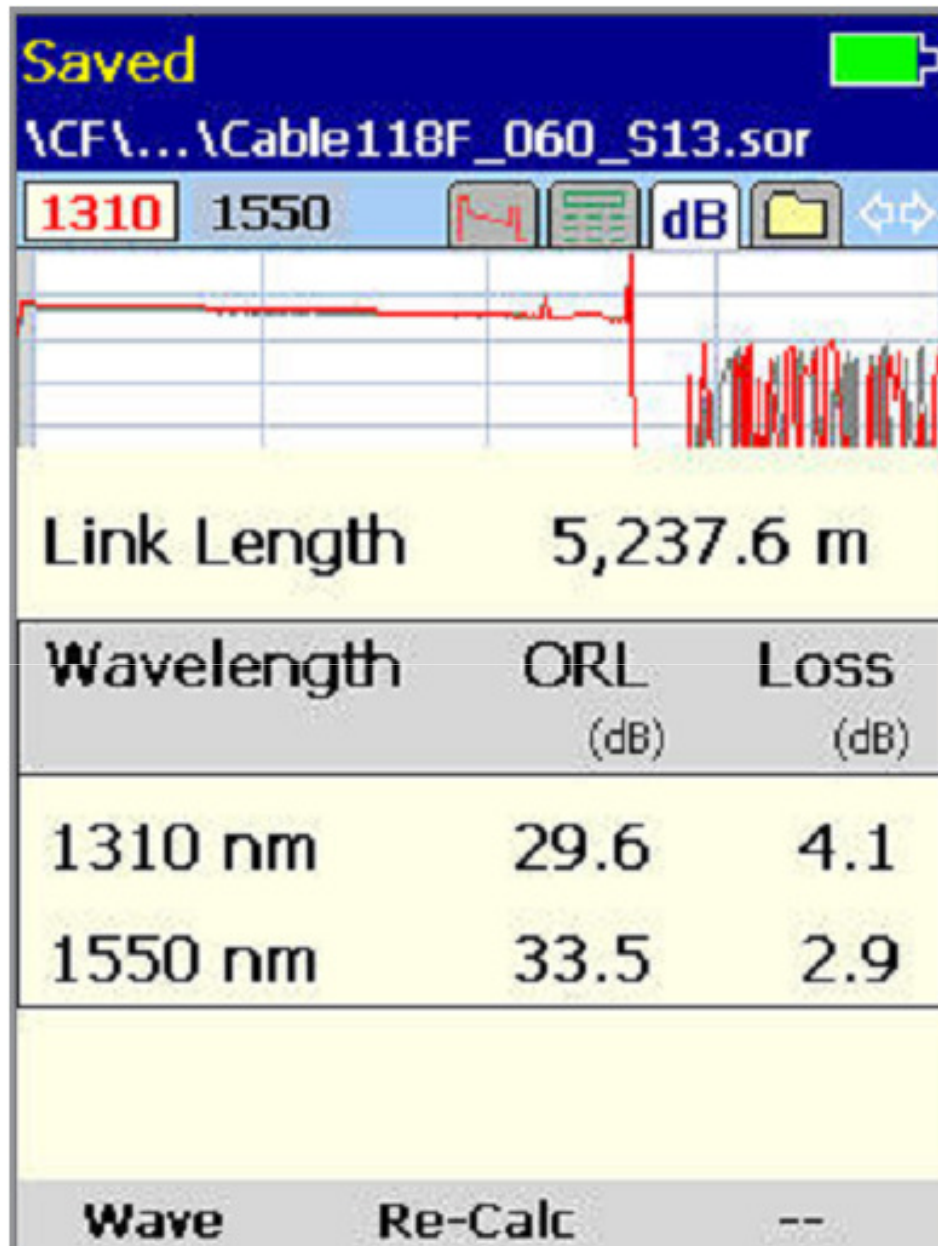 Saved
\CF\...\Cable118F_060_S13.sor
1310 1550 dB
Link Length 5,237.6 m
Wavelength ORL Loss
(dB) (dB)
1310 nm 29.6 4.1
1550 nm 33.5 2.9
Wave Re-Calc --